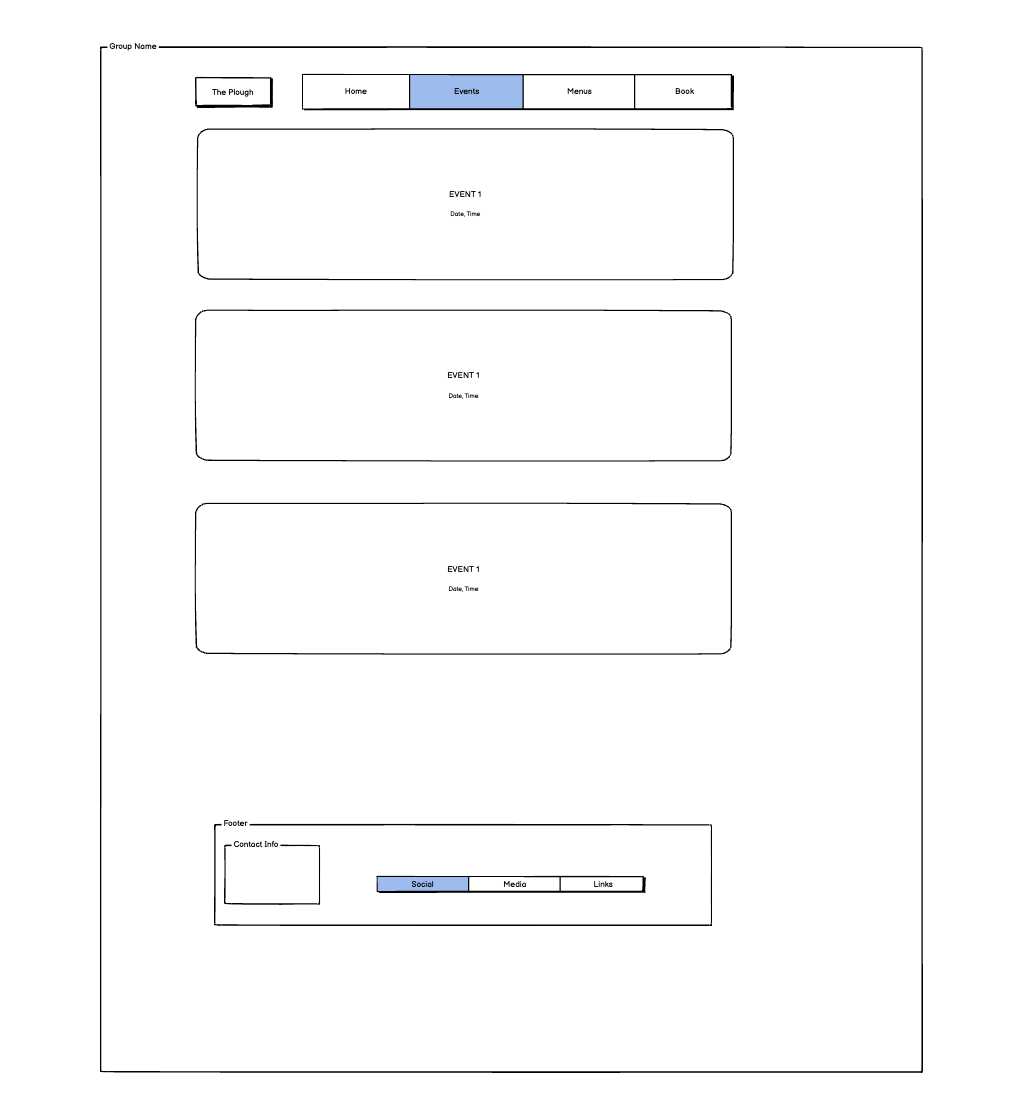 Group Name
The Plough
Home Events Menus Book
EVENT 1
Date, Time
EVENT 1
Date, Time
EVENT 1
Date, Time
Footer
Contact Info
Social Media Links